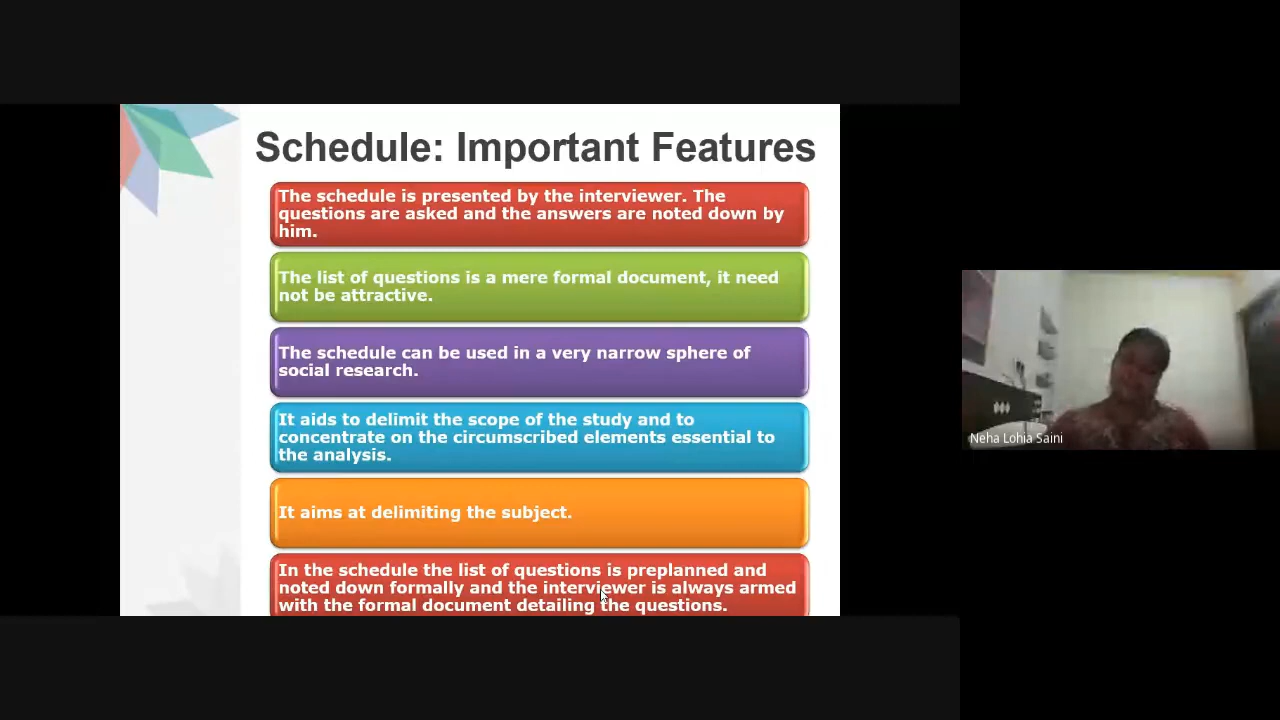 Schedule: Important Features
The schedule is presented by the interviewer. The
questions are asked and the answers are noted down by
him.
The list of questions is a mere formal document, it need
not be attractive.
The schedule can be used in a very narrow sphere of
social research.
It aids to delimit the scope of the study and to
concentrate on the circumscribed elements essential to
the analysis.
It aims at delimiting the subject.
In the schedule the list of questions is preplanned and
noted down formally and the interviewer is always armed
with the formal document detailing the questions.
Neha Lohia Saini